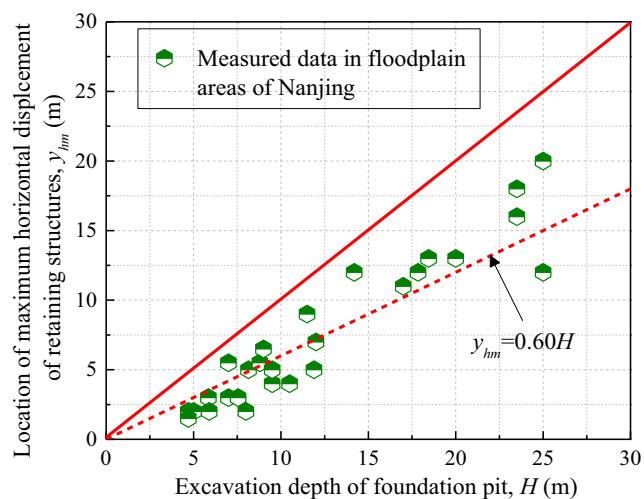 Location of maximum horizontal displcement
of retaining structures, y_hm (m)
30
25
20
15
10
5
0
Measured data in floodplain
areas of Nanjing
y_hm=0.60H
0
5
10
15
20
25
30
Excavation depth of foundation pit, H (m)